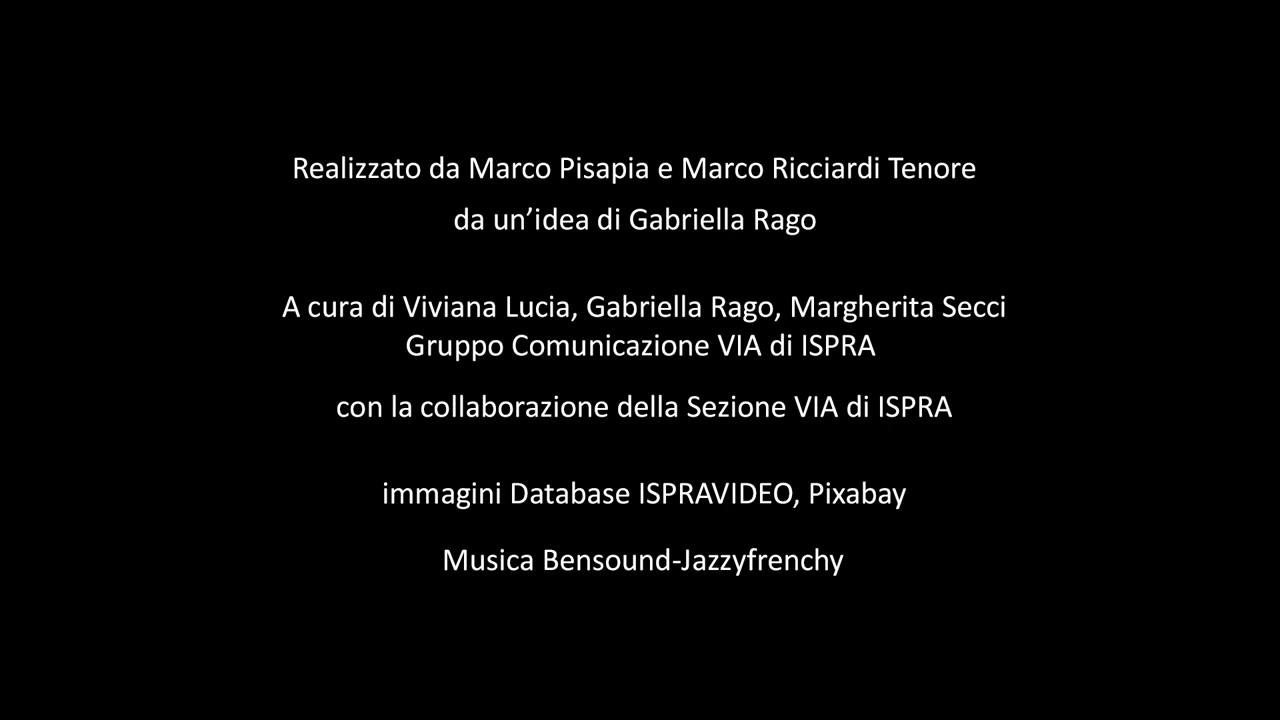 Realizzato da Marco Pisapia e Marco Ricciardi Tenore
da un’idea di Gabriella Rago
A cura di Viviana Lucia, Gabriella Rago, Margherita Secci
Gruppo Comunicazione VIA di ISPRA
con la collaborazione della Sezione VIA di ISPRA
immagini Database ISPRAVIDEO, Pixabay
Musica Bensound-Jazzyfrenchy